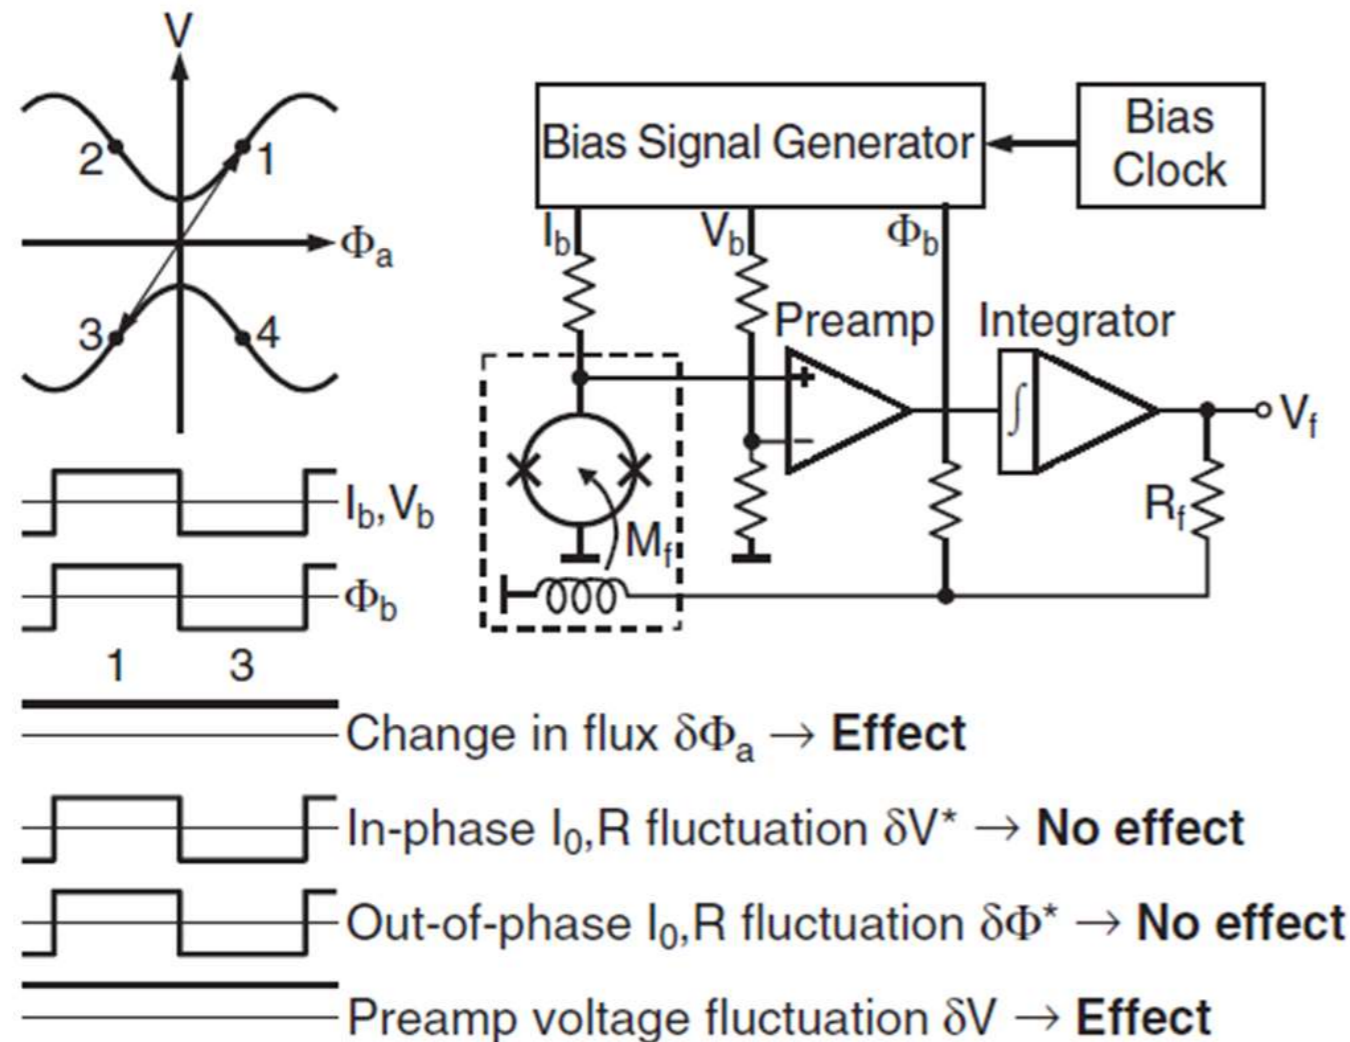 V
2
1
Φa
3
4
Bias Signal Generator
Bias
Clock
Ib
Vb
Φb
Preamp
Integrator
+
−
∫
Vf
Rf
Mf
Ib,Vb
Φb
1 3
Change in flux δΦa → Effect
In-phase I0,R fluctuation δV* → No effect
Out-of-phase I0,R fluctuation δΦ* → No effect
Preamp voltage fluctuation δV → Effect